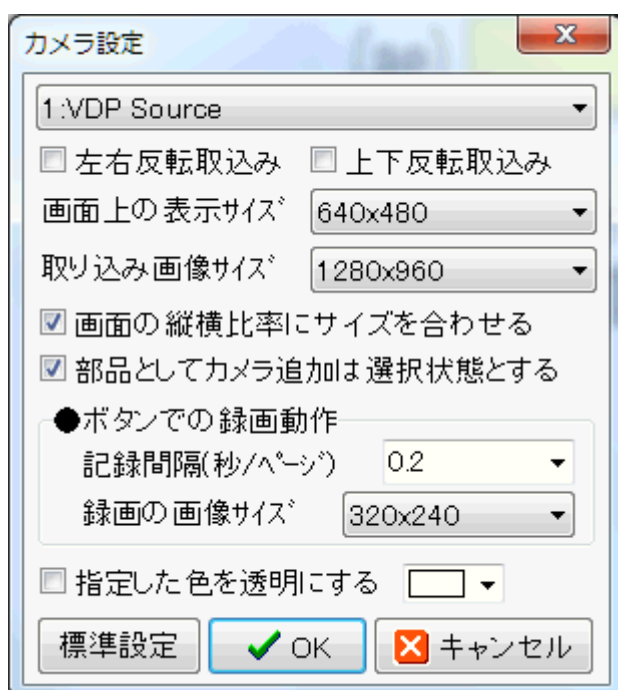 カメラ設定
1:VDP Source
左右反転取込み 上下反転取込み
画面上の表示サイズ 640x480
取り込み画像サイズ 1280x960
画面の縦横比率にサイズを合わせる
部品としてカメラ追加は選択状態とする
●ボタンでの録画動作
記録間隔(秒/ページ) 0.2
録画の画像サイズ 320x240
指定した色を透明にする
標準設定 OK キャンセル